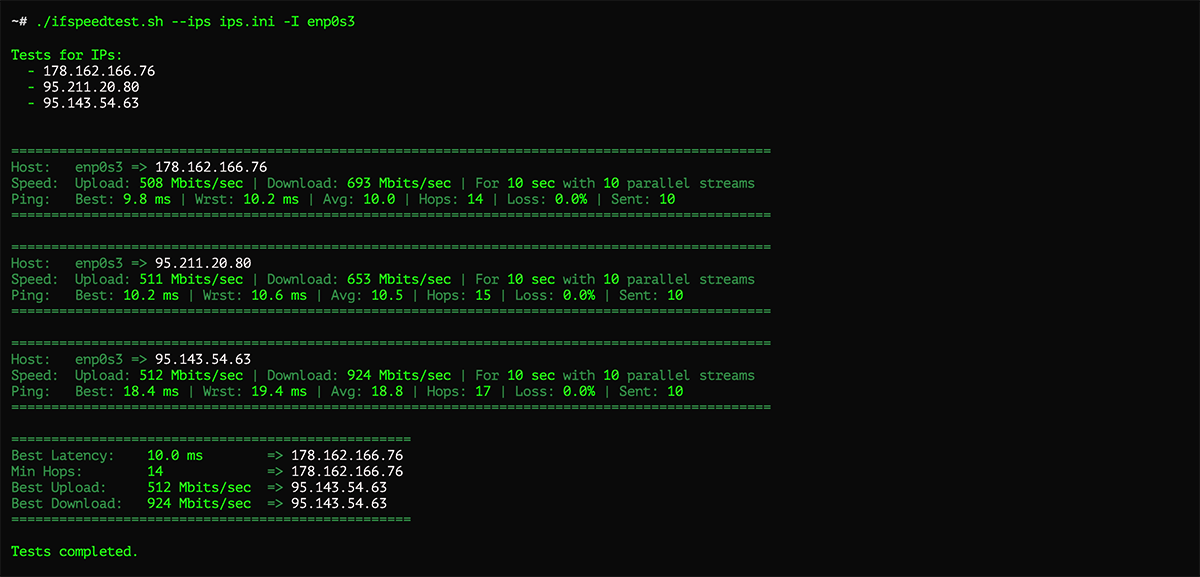 ~# ./ifspeedtest.sh --ips ips.ini -I enp0s3
Tests for IPs:
- 178.162.166.76
- 95.211.20.80
- 95.143.54.63
===============================================================================================
Host: enp0s3 => 178.162.166.76
Speed: Upload: 508 Mbits/sec | Download: 693 Mbits/sec | For 10 sec with 10 parallel streams
Ping: Best: 9.8 ms | Wrst: 10.2 ms | Avg: 10.0 | Hops: 14 | Loss: 0.0% | Sent: 10
===============================================================================================
===============================================================================================
Host: enp0s3 => 95.211.20.80
Speed: Upload: 511 Mbits/sec | Download: 653 Mbits/sec | For 10 sec with 10 parallel streams
Ping: Best: 10.2 ms | Wrst: 10.6 ms | Avg: 10.5 | Hops: 15 | Loss: 0.0% | Sent: 10
===============================================================================================
===============================================================================================
Host: enp0s3 => 95.143.54.63
Speed: Upload: 512 Mbits/sec | Download: 924 Mbits/sec | For 10 sec with 10 parallel streams
Ping: Best: 18.4 ms | Wrst: 19.4 ms | Avg: 18.8 | Hops: 17 | Loss: 0.0% | Sent: 10
===============================================================================================
==================================================
Best Latency: 10.0 ms => 178.162.166.76
Min Hops: 14 => 178.162.166.76
Best Upload: 512 Mbits/sec => 95.143.54.63
Best Download: 924 Mbits/sec => 95.143.54.63
==================================================
Tests completed.